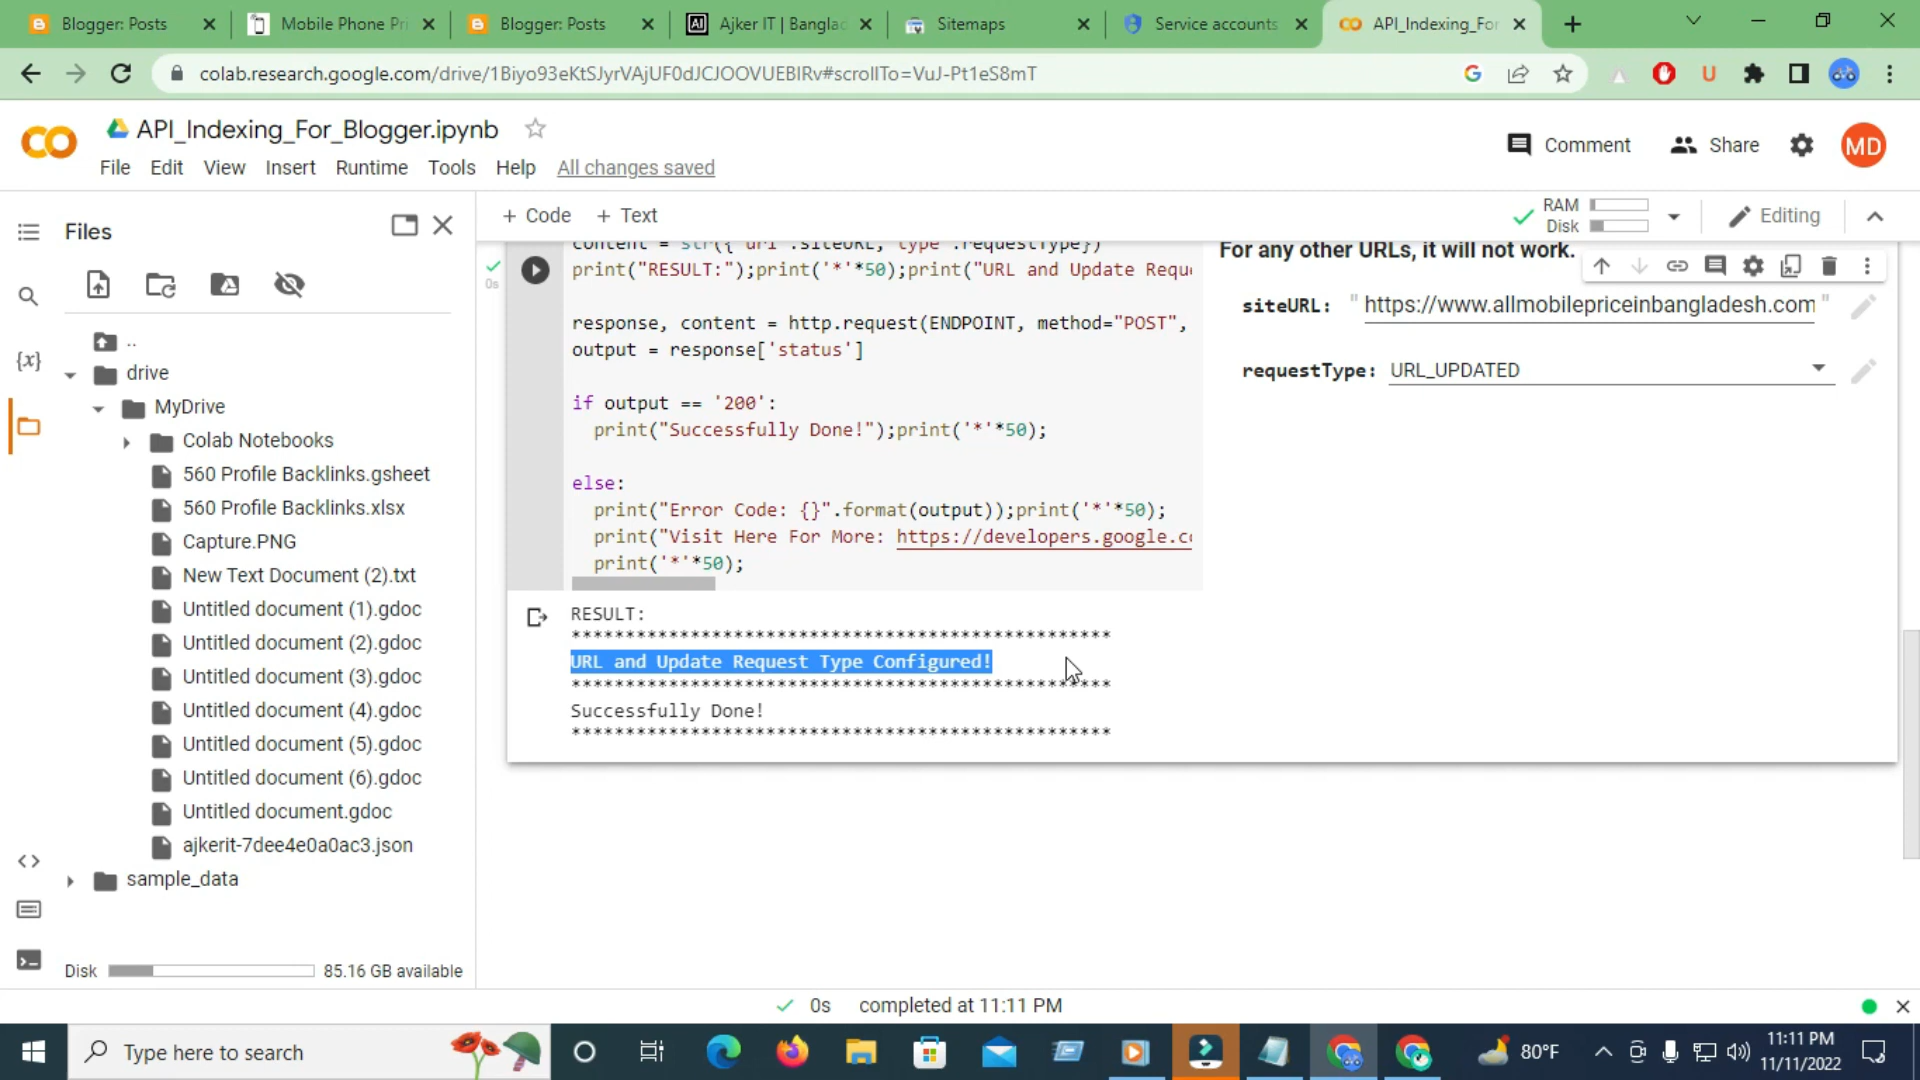 Blogger: Posts
Mobile Phone Pri
Blogger: Posts
AI
Ajker IT | Banglad
Sitemaps
Service accounts
API_Indexing_For
colab.research.google.com/drive/1Biyo93eKtSJyrVAjUF0dJCJOOVUEBIRv#scrollTo=VuJ-Pt1eS8mT
API_Indexing_For_Blogger.ipynb
File Edit View Insert Runtime Tools Help All changes saved
Comment
Share
MD
Files
+ Code + Text
RAM
Disk
Editing
..
drive
MyDrive
Colab Notebooks
560 Profile Backlinks.gsheet
560 Profile Backlinks.xlsx
Capture.PNG
New Text Document (2).txt
Untitled document (1).gdoc
Untitled document (2).gdoc
Untitled document (3).gdoc
Untitled document (4).gdoc
Untitled document (5).gdoc
Untitled document (6).gdoc
Untitled document.gdoc
ajkerit-7dee4e0a0ac3.json
sample_data
Disk 85.16 GB available
{x}
0s
print("RESULT:");print('*'*50);print("URL and Update Requ
response, content = http.request(ENDPOINT, method="POST",
output = response['status']
if output == '200':
print("Successfully Done!");print('*'*50);
else:
print("Error Code: {}".format(output));print('*'*50);
print("Visit Here For More: https://developers.google.co
print('*'*50);
For any other URLs, it will not work.
siteURL: " https://www.allmobilepriceinbangladesh.com "
requestType: URL_UPDATED
RESULT:
**************************************************
URL and Update Request Type Configured!
**************************************************
Successfully Done!
**************************************************
0s completed at 11:11 PM
Type here to search
80°F
11:11 PM
11/11/2022